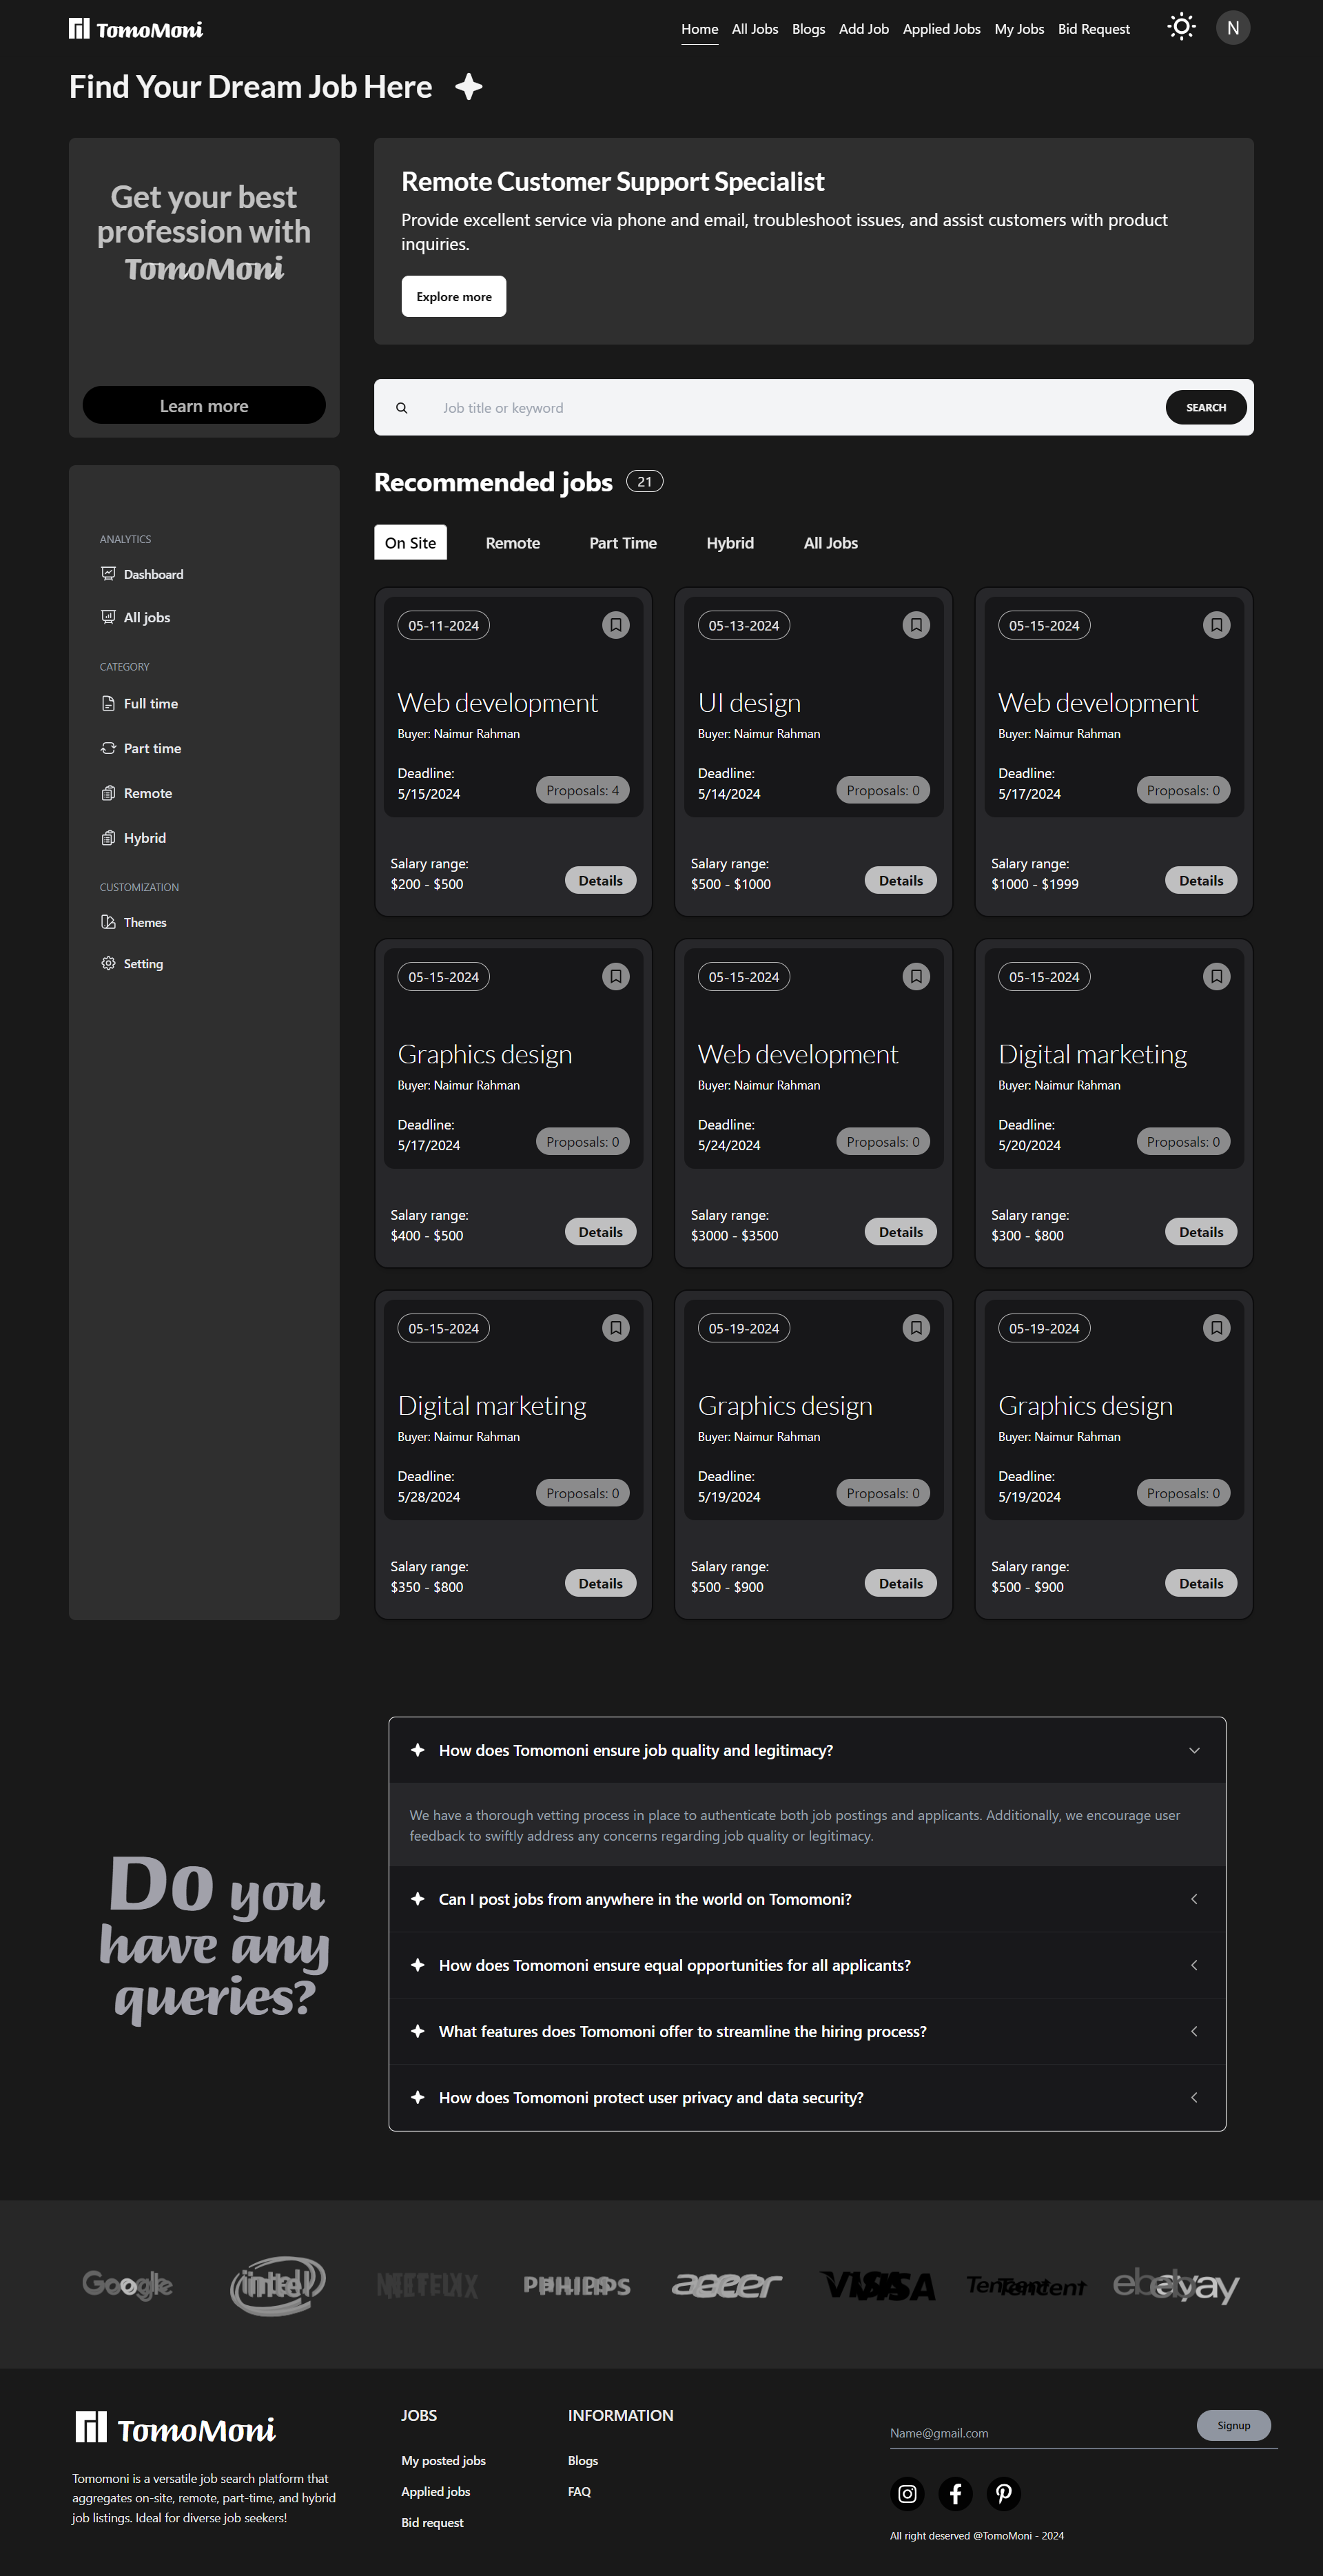 TomoMoni
Home All Jobs Blogs Add Job Applied Jobs My Jobs Bid Request
N
Find Your Dream Job Here
Get your best
profession with
TomoMoni
Learn more
Remote Customer Support Specialist
Provide excellent service via phone and email, troubleshoot issues, and assist customers with product
inquiries.
Explore more
Job title or keyword
SEARCH
ANALYTICS
Dashboard
All jobs
CATEGORY
Full time
Part time
Remote
Hybrid
CUSTOMIZATION
Themes
Setting
Recommended jobs 21
On Site Remote Part Time Hybrid All Jobs
05-11-2024
Web development
Buyer: Naimur Rahman
Deadline:
5/15/2024
Proposals: 4
Salary range:
$200 - $500
Details
05-13-2024
UI design
Buyer: Naimur Rahman
Deadline:
5/14/2024
Proposals: 0
Salary range:
$500 - $1000
Details
05-15-2024
Web development
Buyer: Naimur Rahman
Deadline:
5/17/2024
Proposals: 0
Salary range:
$1000 - $1999
Details
05-15-2024
Graphics design
Buyer: Naimur Rahman
Deadline:
5/17/2024
Proposals: 0
Salary range:
$400 - $500
Details
05-15-2024
Web development
Buyer: Naimur Rahman
Deadline:
5/24/2024
Proposals: 0
Salary range:
$3000 - $3500
Details
05-15-2024
Digital marketing
Buyer: Naimur Rahman
Deadline:
5/20/2024
Proposals: 0
Salary range:
$300 - $800
Details
05-15-2024
Digital marketing
Buyer: Naimur Rahman
Deadline:
5/28/2024
Proposals: 0
Salary range:
$350 - $800
Details
05-19-2024
Graphics design
Buyer: Naimur Rahman
Deadline:
5/19/2024
Proposals: 0
Salary range:
$500 - $900
Details
05-19-2024
Graphics design
Buyer: Naimur Rahman
Deadline:
5/19/2024
Proposals: 0
Salary range:
$500 - $900
Details
Do you
have any
queries?
How does Tomomoni ensure job quality and legitimacy?
We have a thorough vetting process in place to authenticate both job postings and applicants. Additionally, we encourage user
feedback to swiftly address any concerns regarding job quality or legitimacy.
Can I post jobs from anywhere in the world on Tomomoni?
How does Tomomoni ensure equal opportunities for all applicants?
What features does Tomomoni offer to streamline the hiring process?
How does Tomomoni protect user privacy and data security?
Google intel NETFLIX PHILIPS acer VISA Tencent ebay
TomoMoni
Tomomoni is a versatile job search platform that
aggregates on-site, remote, part-time, and hybrid
job listings. Ideal for diverse job seekers!
JOBS
My posted jobs
Applied jobs
Bid request
INFORMATION
Blogs
FAQ
Name@gmail.com
Signup
All right deserved @TomoMoni - 2024